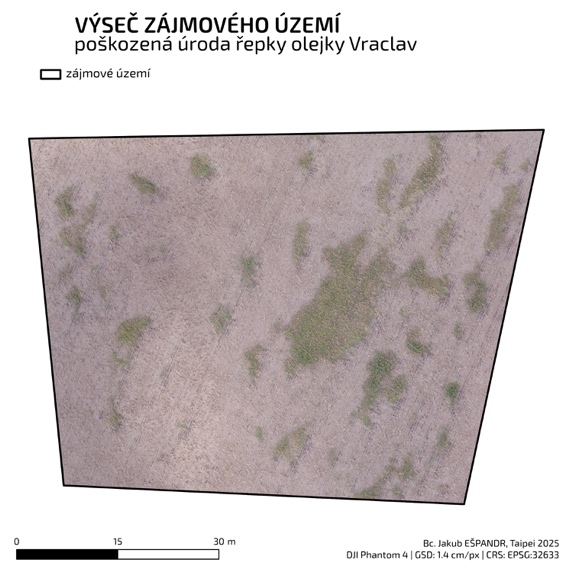 VÝSEČ ZÁJMOVÉHO ÚZEMÍ
poškozená úroda řepky olejky Vraclav
zájmové území
0 15 30 m
Bc. Jakub EŠPANDR, Taipei 2025
DJI Phantom 4 | GSD: 1.4 cm/px | CRS: EPSG:32633